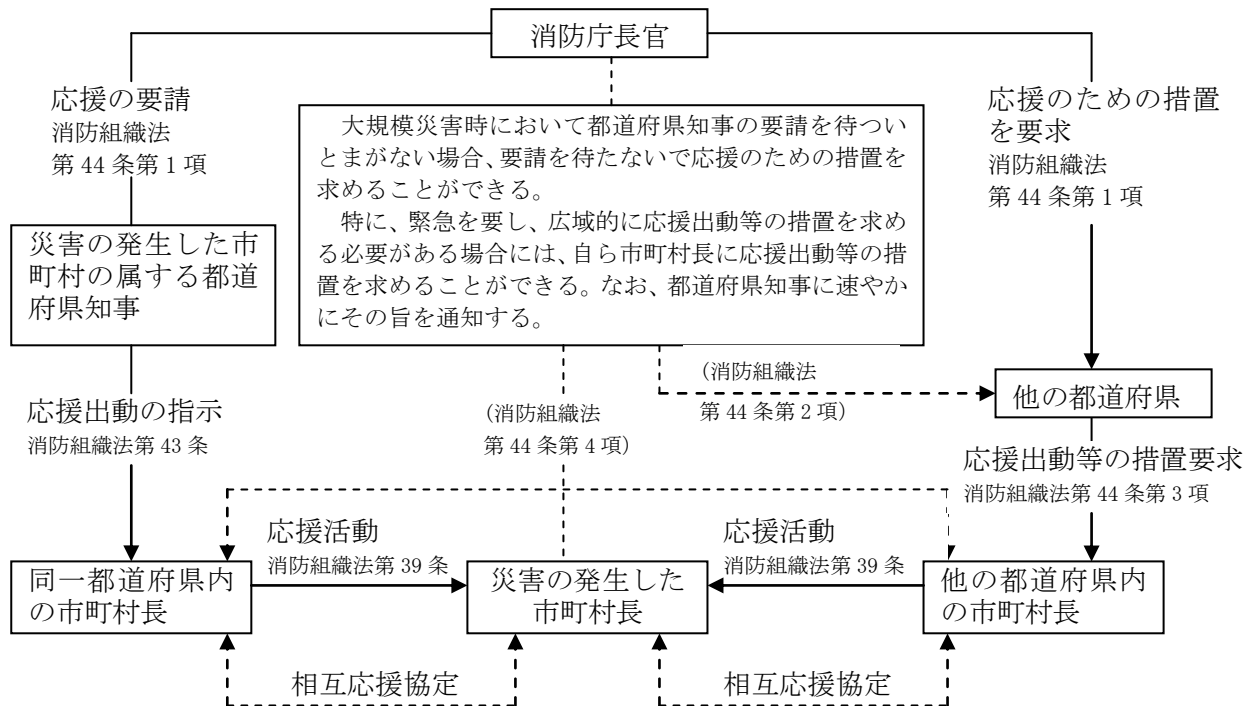 消防庁長官
応援の要請
消防組織法
第 44 条第 1 項
大規模災害時において都道府県知事の要請を待つい
とまがない場合、要請を待たないで応援のための措置を
求めることができる。
特に、緊急を要し、広域的に応援出動等の措置を求め
る必要がある場合には、自ら市町村長に応援出動等の措
置を求めることができる。なお、都道府県知事に速やか
にその旨を通知する。
応援のための措置
を要求
消防組織法
第 44 条第 1 項
災害の発生した市
町村の属する都道
府県知事
(消防組織法
第 44 条第 2 項)
他の都道府県
応援出動の指示
消防組織法第 43 条
(消防組織法
第 44 条第 4 項)
応援出動等の措置要求
消防組織法第 44 条第 3 項
応援活動
消防組織法第 39 条
応援活動
消防組織法第 39 条
同一都道府県内
の市町村長
災害の発生した
市町村長
他の都道府県内
の市町村長
相互応援協定
相互応援協定